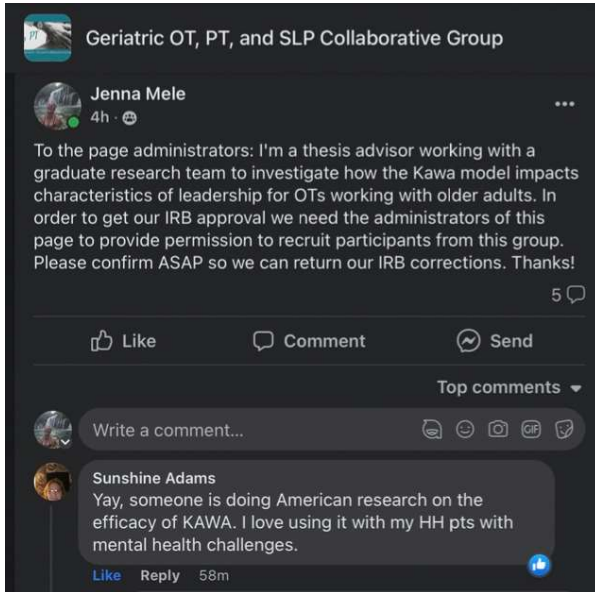 PT
Geriatric OT, PT, and SLP Collaborative Group
Jenna Mele
4h ·
To the page administrators: I'm a thesis advisor working with a
graduate research team to investigate how the Kawa model impacts
characteristics of leadership for OTs working with older adults. In
order to get our IRB approval we need the administrators of this
page to provide permission to recruit participants from this group.
Please confirm ASAP so we can return our IRB corrections. Thanks!
5
Like Comment Send
Top comments
Write a comment...
GIF
Sunshine Adams
Yay, someone is doing American research on the
efficacy of KAWA. I love using it with my HH pts with
mental health challenges.
Like Reply 58m